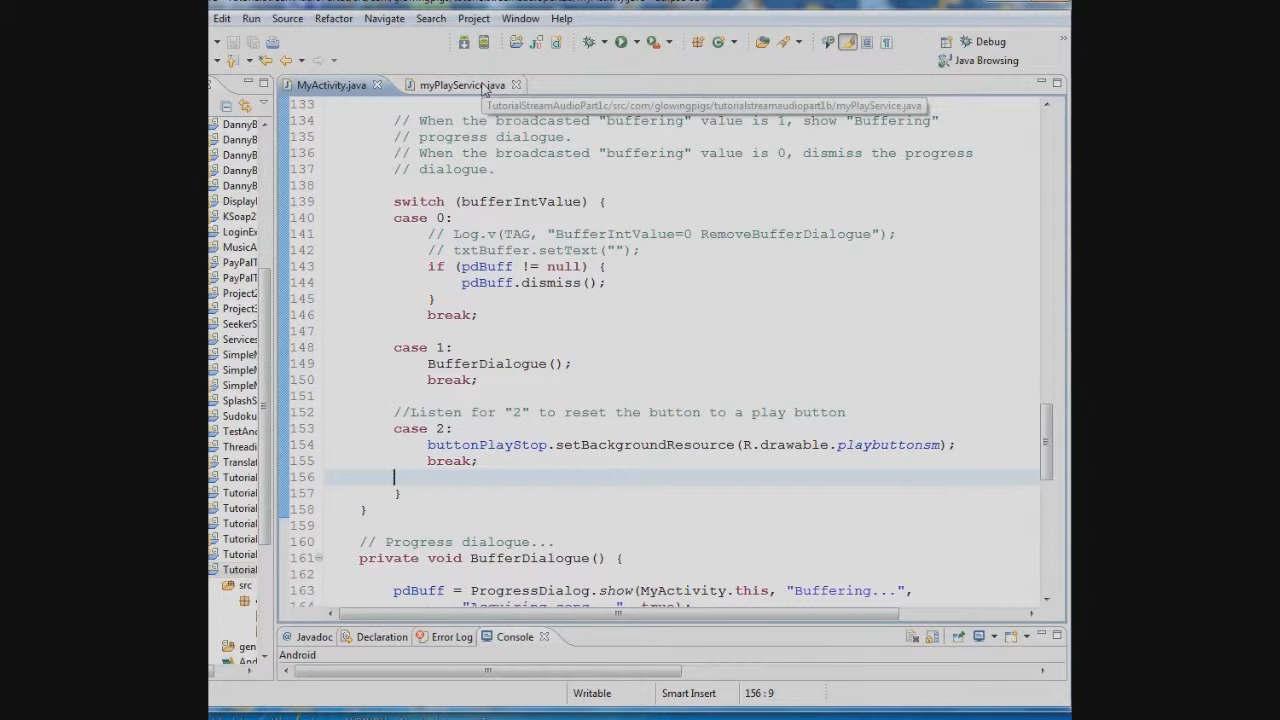 Edit Run Source Refactor Navigate Search Project Window Help
Debug
Java Browsing
MyActivity.java
myPlayService.java
TutorialStreamAudioPart1c/src/com/glowingpigs/tutorialstreamaudiopart1b/myPlayService.java
133
134 // When the broadcasted "buffering" value is 1, show "Buffering"
135 // progress dialogue.
136 // When the broadcasted "buffering" value is 0, dismiss the progress
137 // dialogue.
138
139 switch (bufferIntValue) {
140 case 0:
141 // Log.v(TAG, "BufferIntValue=0 RemoveBufferDialogue");
142 // txtBuffer.setText("");
143 if (pdBuff != null) {
144 pdBuff.dismiss();
145 }
146 break;
147
148 case 1:
149 BufferDialogue();
150 break;
151
152 //Listen for "2" to reset the button to a play button
153 case 2:
154 buttonPlayStop.setBackgroundResource(R.drawable.playbuttonsm);
155 break;
156
157 }
158 }
159
160 // Progress dialogue...
161 private void BufferDialogue() {
162
163 pdBuff = ProgressDialog.show(MyActivity.this, "Buffering...",
DannyB
DannyB
DannyB
DannyB
DannyB
Display
KSoap2
LoginEx
MusicA
PayPalT
PayPalT
Project2
Project3
SeekerS
Services
SimpleM
SimpleM
SimpleM
SplashS
Sudoku
TestAnd
Threadi
Translat
Tutorial
Tutorial
Tutorial
Tutorial
Tutorial
Tutorial
Tutorial
src
gen
And
Javadoc Declaration Error Log Console
Android
Writable Smart Insert 156 : 9